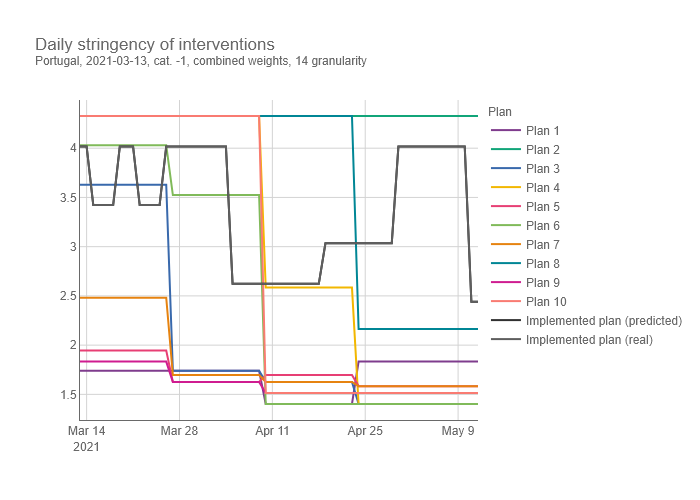 Daily stringency of interventions
Portugal, 2021-03-13, cat. -1, combined weights, 14 granularity
Plan
Plan 1
Plan 2
Plan 3
Plan 4
Plan 5
Plan 6
Plan 7
Plan 8
Plan 9
Plan 10
Implemented plan (predicted)
Implemented plan (real)
4
3.5
3
2.5
2
1.5
Mar 14 Mar 28 Apr 11 Apr 25 May 9
2021